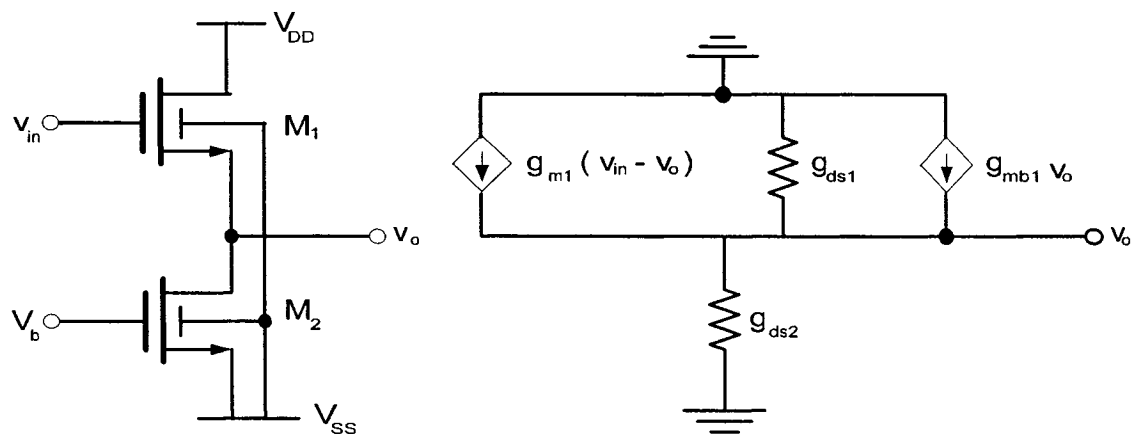 V_DD
v_in
M_1
v_o
V_b
M_2
V_SS
g_m1 ( v_in - v_o )
g_ds1
g_mb1 v_o
v_o
g_ds2